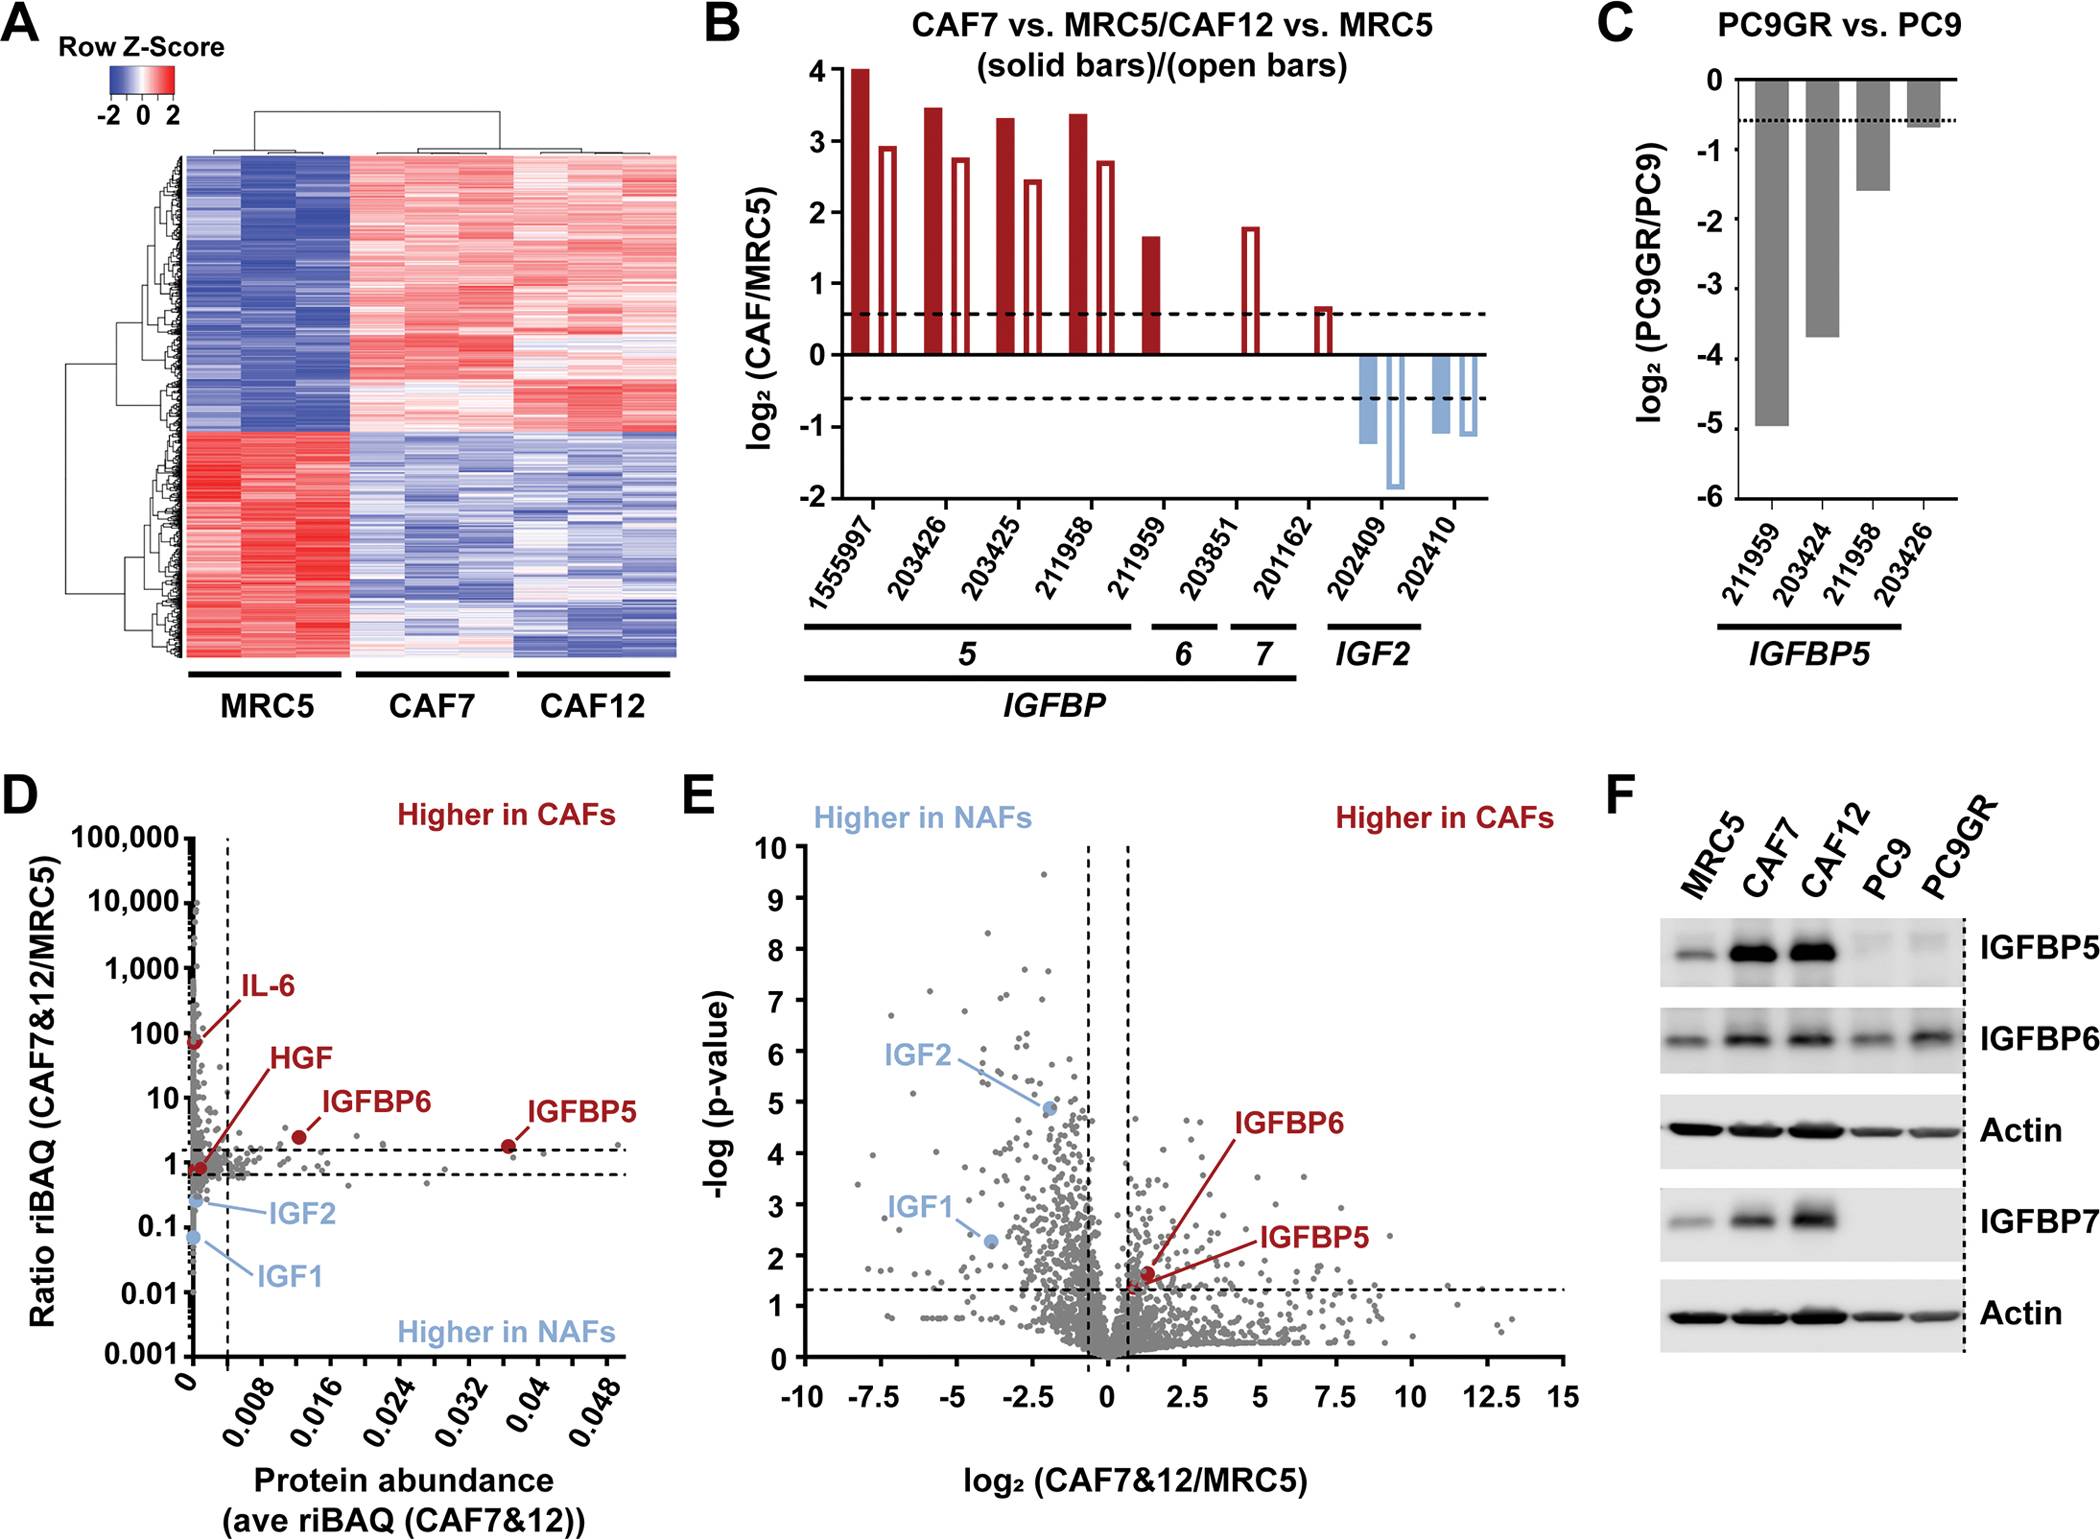 A
Row Z-Score
-2 0 2
MRC5 CAF7 CAF12
B
CAF7 vs. MRC5/CAF12 vs. MRC5
(solid bars)/(open bars)
log₂ (CAF/MRC5)
4
3
2
1
0
-1
-2
1555997 203426 203425 211958 211959 203851 201162 202409 202410
5 6 7 IGF2
IGFBP
C
PC9GR vs. PC9
log₂ (PC9GR/PC9)
0
-1
-2
-3
-4
-5
-6
211959 203424 211958 203426
IGFBP5
D
Higher in CAFs
Ratio riBAQ (CAF7&12/MRC5)
100,000
10,000
1,000
100
10
1
0.1
0.01
0.001
IL-6
HGF
IGFBP6
IGFBP5
IGF2
IGF1
Higher in NAFs
0 0.008 0.016 0.024 0.032 0.04 0.048
Protein abundance
(ave riBAQ (CAF7&12))
E
Higher in NAFs
Higher in CAFs
-log (p-value)
10
9
8
7
6
5
4
3
2
1
0
IGF2
IGFBP6
IGF1
IGFBP5
-10 -7.5 -5 -2.5 0 2.5 5 7.5 10 12.5 15
log₂ (CAF7&12/MRC5)
F
MRC5 CAF7 CAF12 PC9 PC9GR
IGFBP5
IGFBP6
Actin
IGFBP7
Actin